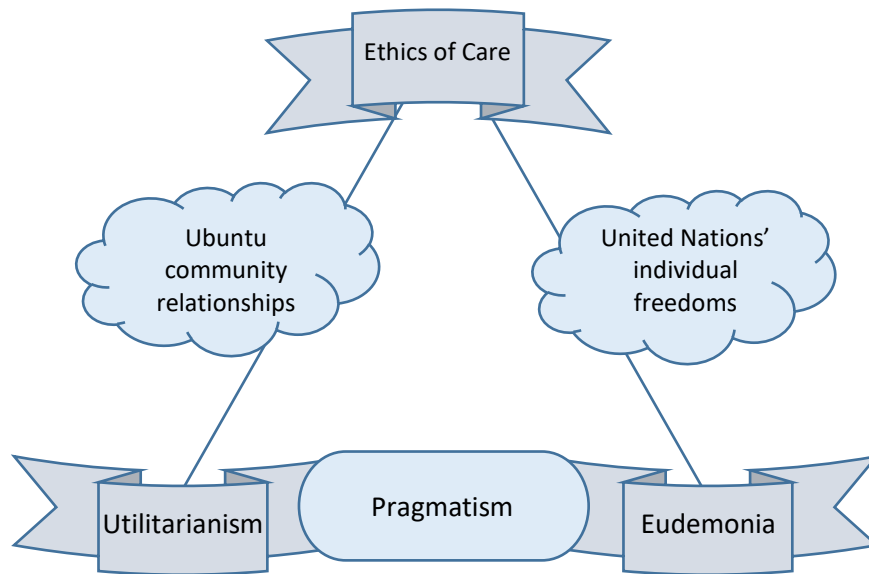 Ethics of Care
Ubuntu
community
relationships
United Nations’
individual
freedoms
Utilitarianism
Pragmatism
Eudemonia